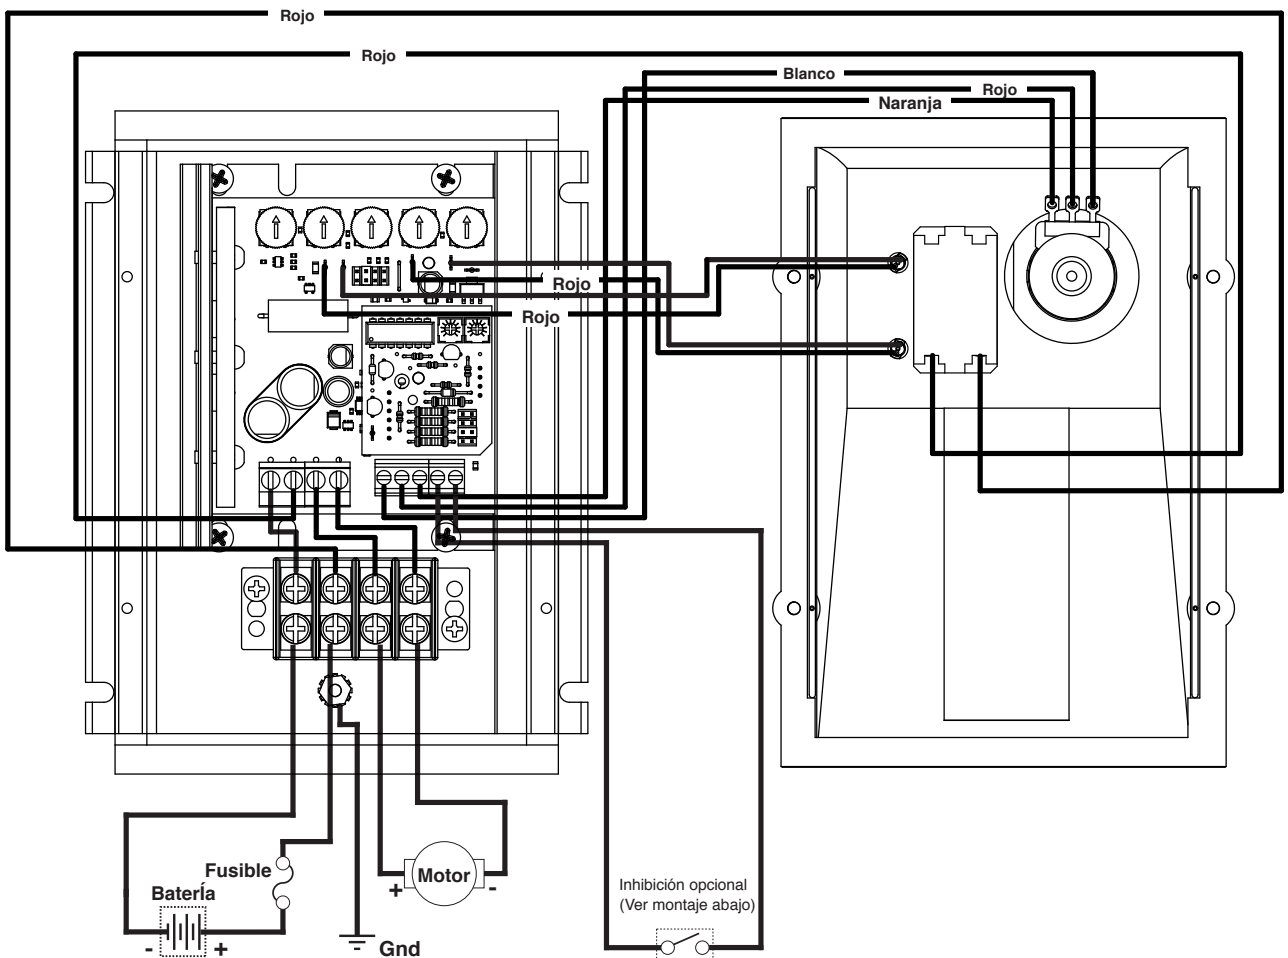 Rojo
Rojo
Blanco
Rojo
Naranja
Rojo
Rojo
Fusible
Batería
- +
+ Motor -
Gnd
Inhibición opcional
(Ver montaje abajo)